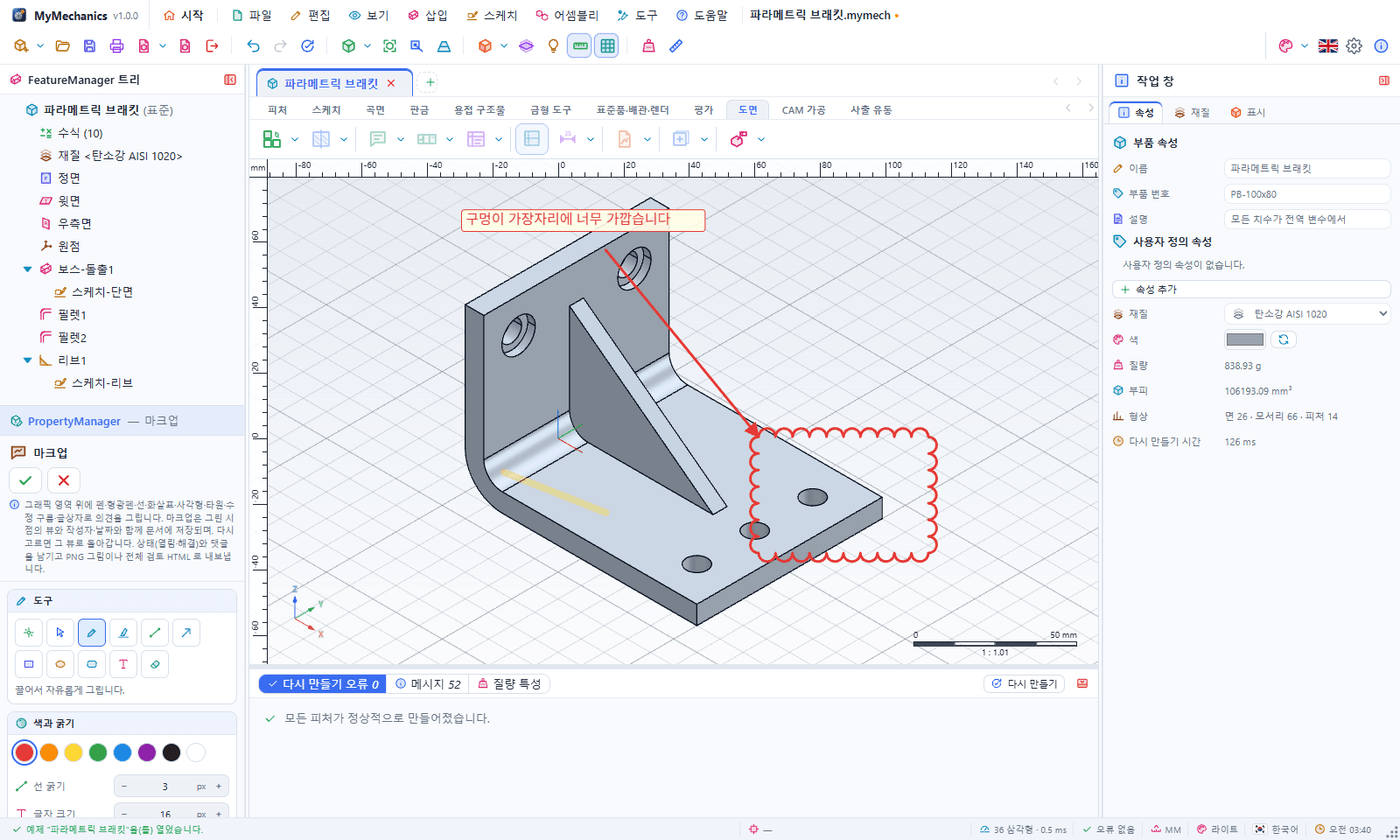 MyMechanics v1.0.0 시작 파일 편집 보기 삽입 스케치 어셈블리 도구 도움말 파라메트릭 브래킷.mymech
FeatureManager 트리
파라메트릭 브래킷 (표준)
수식 (10)
재질 <탄소강 AISI 1020>
정면
윗면
우측면
원점
보스-돌출1
스케치-단면
필렛1
필렛2
리브1
스케치-리브
PropertyManager — 마크업
마크업
그래픽 영역 위에 펜·형광펜·선·화살표·사각형·타원·수
정 구름·글상자로 의견을 그립니다. 마크업은 그린 시
점의 뷰와 작성자·날짜와 함께 문서에 저장되며, 다시
고르면 그 뷰로 돌아갑니다. 상태(열림·해결)와 댓글
을 남기고 PNG 그림이나 전체 검토 HTML 로 내보냅
니다.
도구
끌어서 자유롭게 그립니다.
색과 굵기
선 굵기 − 3 px +
글자 크기 − 16 px +
파라메트릭 브래킷
피처 스케치 곡면 판금 용접 구조물 금형 도구 표준품·배관·렌더 평가 도면 CAM 가공 사출 유동
mm -80 -60 -40 -20 0 20 40 60 80 100 120 140 160
60
40
20
0
-20
-40
-60
구멍이 가장자리에 너무 가깝습니다
Z
Y
X
0 50 mm
1 : 1.01
다시 만들기 오류 0 메시지 52 질량 특성 다시 만들기
모든 피처가 정상적으로 만들어졌습니다.
작업 창
속성 재질 표시
부품 속성
이름 파라메트릭 브래킷
부품 번호 PB-100x80
설명 모든 치수가 전역 변수에서
사용자 정의 속성
사용자 정의 속성이 없습니다.
+ 속성 추가
재질 탄소강 AISI 1020
색
질량 838.93 g
부피 106193.09 mm³
형상 면 26 · 모서리 66 · 피처 14
다시 만들기 시간 126 ms
예제 "파라메트릭 브래킷"을(를) 열었습니다. — 36 삼각형 · 0.5 ms 오류 없음 MM 라이트 한국어 오전 03:40